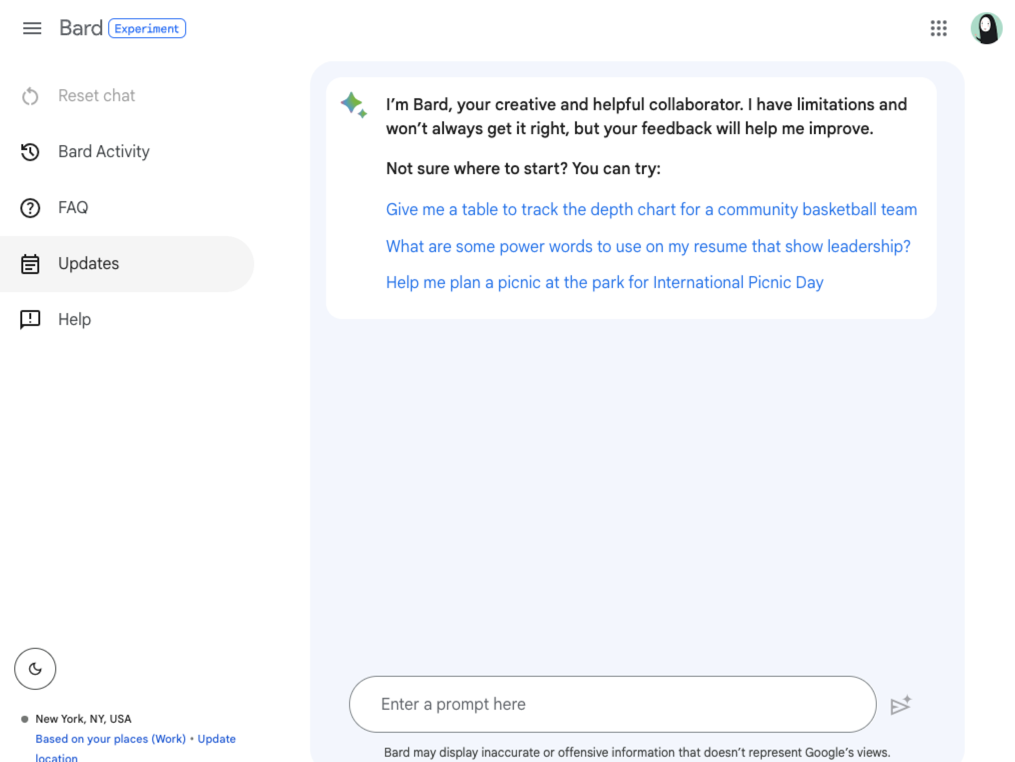 Bard Experiment
Reset chat
Bard Activity
FAQ
Updates
Help
I’m Bard, your creative and helpful collaborator. I have limitations and
won’t always get it right, but your feedback will help me improve.
Not sure where to start? You can try:
Give me a table to track the depth chart for a community basketball team
What are some power words to use on my resume that show leadership?
Help me plan a picnic at the park for International Picnic Day
Enter a prompt here
Bard may display inaccurate or offensive information that doesn’t represent Google’s views.
New York, NY, USA
Based on your places (Work) • Update
location